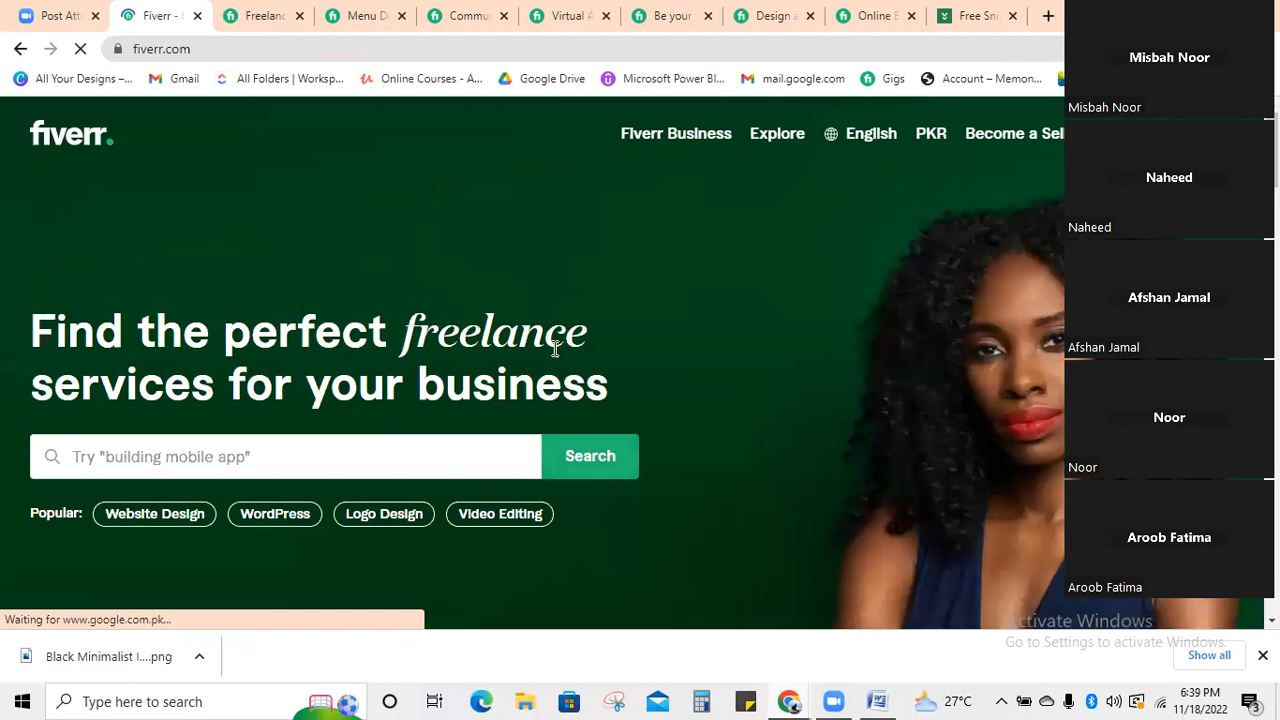 Post Att
Fiverr - J
Freelanc
Menu D
Commu
Virtual A
Be your
Design a
Online B
Free Sni
fiverr.com
All Your Designs –...
Gmail
All Folders | Worksp...
Online Courses - A...
Google Drive
Microsoft Power BI...
mail.google.com
Gigs
Account – Memon...
fiverr.
Fiverr Business
Explore
English
PKR
Become a Sel
Find the perfect freelance
services for your business
Try "building mobile app"
Search
Popular:
Website Design
WordPress
Logo Design
Video Editing
Misbah Noor
Misbah Noor
Naheed
Naheed
Afshan Jamal
Afshan Jamal
Noor
Noor
Aroob Fatima
Aroob Fatima
Activate Windows
Go to Settings to activate Windows.
Waiting for www.google.com.pk...
Black Minimalist I....png
Show all
Type here to search
27°C
6:39 PM
11/18/2022
3